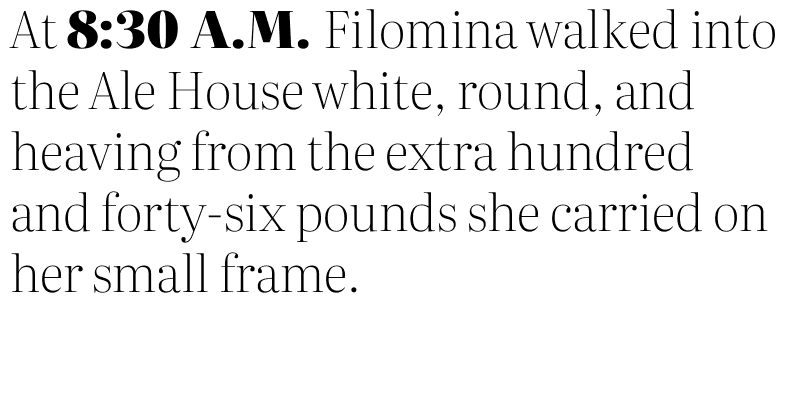 At 8:30 A.M. Filomina walked into
the Ale House white, round, and
heaving from the extra hundred
and forty-six pounds she carried on
her small frame.